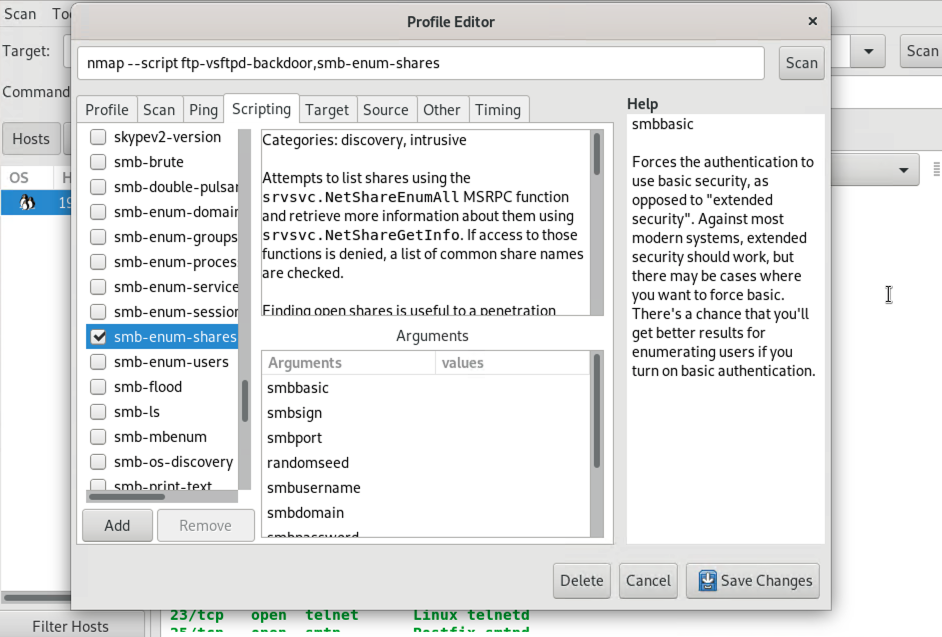 Scan
Profile Editor
×
Target:
nmap --script ftp-vsftpd-backdoor,smb-enum-shares
Scan
Scan
Command
Profile
Scan
Ping
Scripting
Target
Source
Other
Timing
Help
Hosts
OS
skypev2-version
smb-brute
smb-double-pulsar
smb-enum-domain
smb-enum-groups
smb-enum-proces
smb-enum-service
smb-enum-session
smb-enum-shares
smb-enum-users
smb-flood
smb-ls
smb-mbenum
smb-os-discovery
smb-print-text
Add
Remove
Categories: discovery, intrusive
Attempts to list shares using the
srvsvc.NetShareEnumAll MSRPC function
and retrieve more information about them using
srvsvc.NetShareGetInfo. If access to those
functions is denied, a list of common share names
are checked.
Finding open shares is useful to a penetration
Arguments
Arguments values
smbbasic
smbsign
smbport
randomseed
smbusername
smbdomain
smbpassword
smbbasic
Forces the authentication to
use basic security, as
opposed to "extended
security". Against most
modern systems, extended
security should work, but
there may be cases where
you want to force basic.
There's a chance that you'll
get better results for
enumerating users if you
turn on basic authentication.
Delete
Cancel
Save Changes
Filter Hosts
23/tcp open telnet Linux telnetd
25/tcp open smtp Postfix smtpd